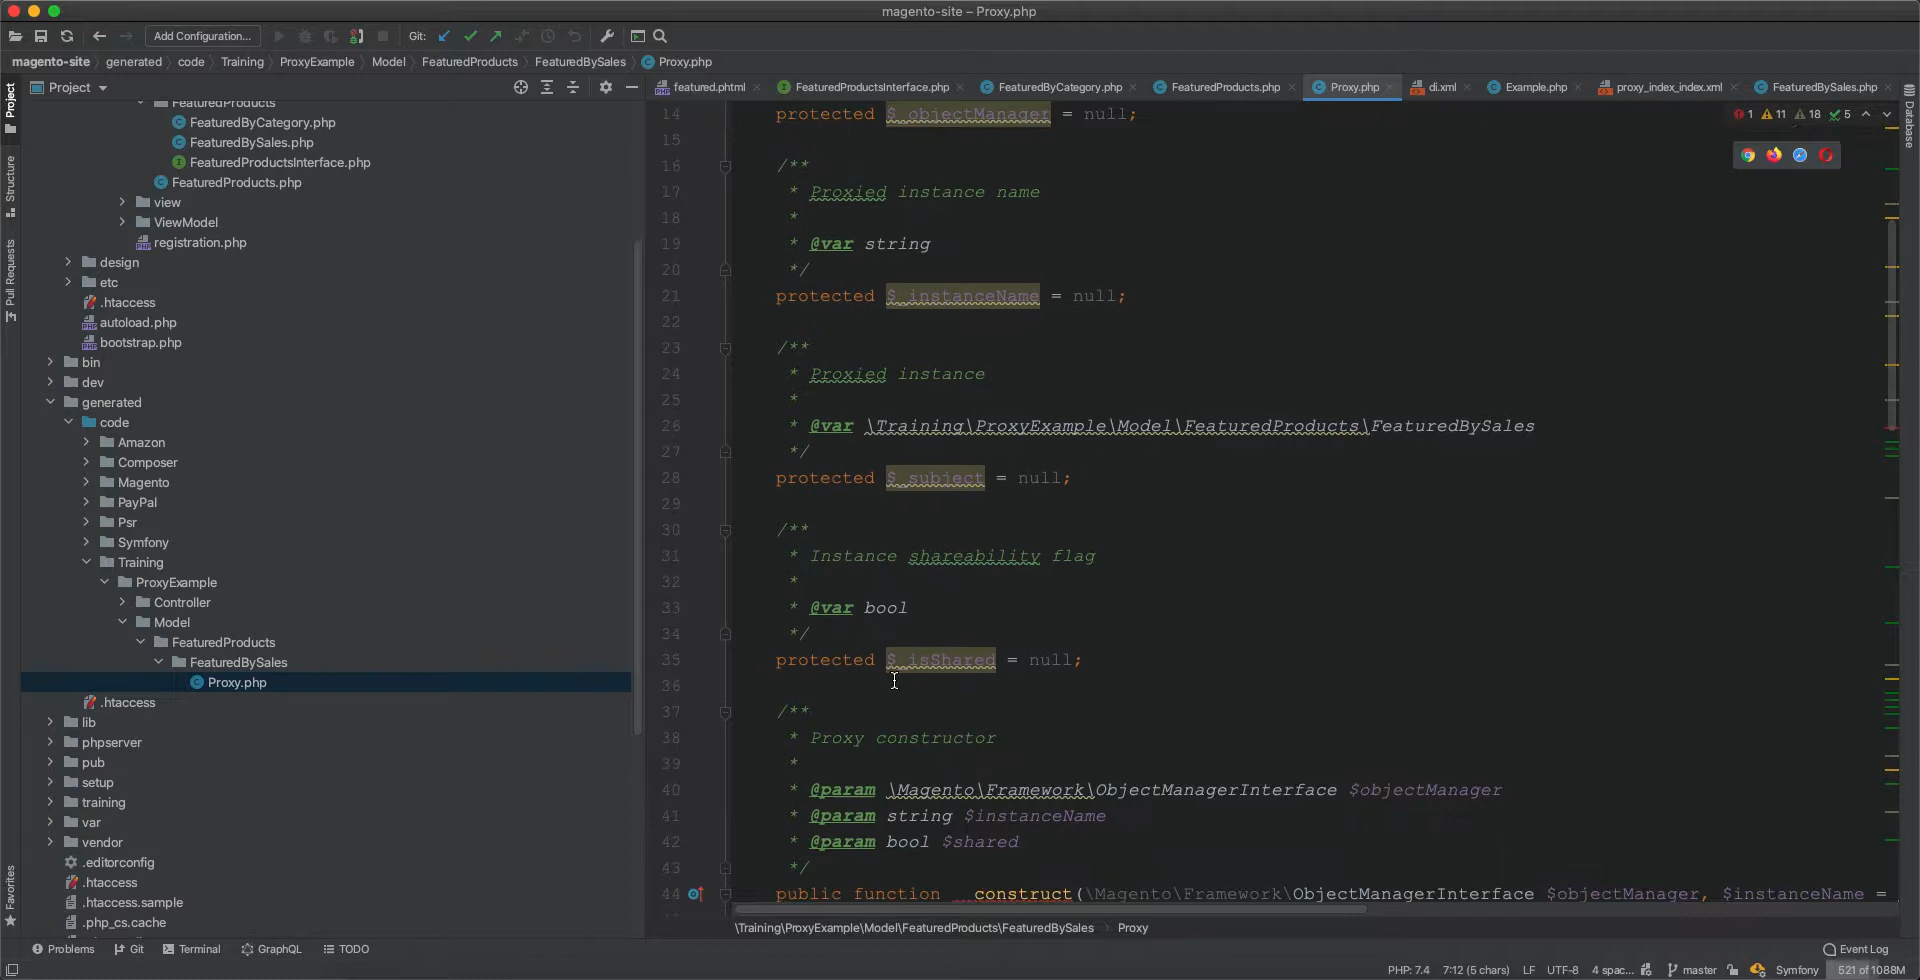 magento-site – Proxy.php
Add Configuration...
Git:
magento-site
generated
code
Training
ProxyExample
Model
FeaturedProducts
FeaturedBySales
Proxy.php
Project
featured.phtml
FeaturedProductsInterface.php
FeaturedByCategory.php
FeaturedProducts.php
Proxy.php
di.xml
Example.php
proxy_index_index.xml
FeaturedBySales.php
Project
Structure
Pull Requests
Favorites
Database
FeaturedProducts
FeaturedByCategory.php
FeaturedBySales.php
FeaturedProductsInterface.php
FeaturedProducts.php
view
ViewModel
registration.php
design
etc
.htaccess
autoload.php
bootstrap.php
bin
dev
generated
code
Amazon
Composer
Magento
PayPal
Psr
Symfony
Training
ProxyExample
Controller
Model
FeaturedProducts
FeaturedBySales
Proxy.php
.htaccess
lib
phpserver
pub
setup
training
var
vendor
.editorconfig
.htaccess
.htaccess.sample
.php_cs.cache
1 11 18 5
14 protected $_objectManager = null;
15
16 /**
17 * Proxied instance name
18 *
19 * @var string
20 */
21 protected $_instanceName = null;
22
23 /**
24 * Proxied instance
25 *
26 * @var \Training\ProxyExample\Model\FeaturedProducts\FeaturedBySales
27 */
28 protected $_subject = null;
29
30 /**
31 * Instance shareability flag
32 *
33 * @var bool
34 */
35 protected $_isShared = null;
36
37 /**
38 * Proxy constructor
39 *
40 * @param \Magento\Framework\ObjectManagerInterface $objectManager
41 * @param string $instanceName
42 * @param bool $shared
43 */
44 public function __construct(\Magento\Framework\ObjectManagerInterface $objectManager, $instanceName =
\Training\ProxyExample\Model\FeaturedProducts\FeaturedBySales
Proxy
Problems
Git
Terminal
GraphQL
TODO
Event Log
PHP: 7.4
7:12 (5 chars)
LF
UTF-8
4 spac...
master
Symfony
521 of 1088M